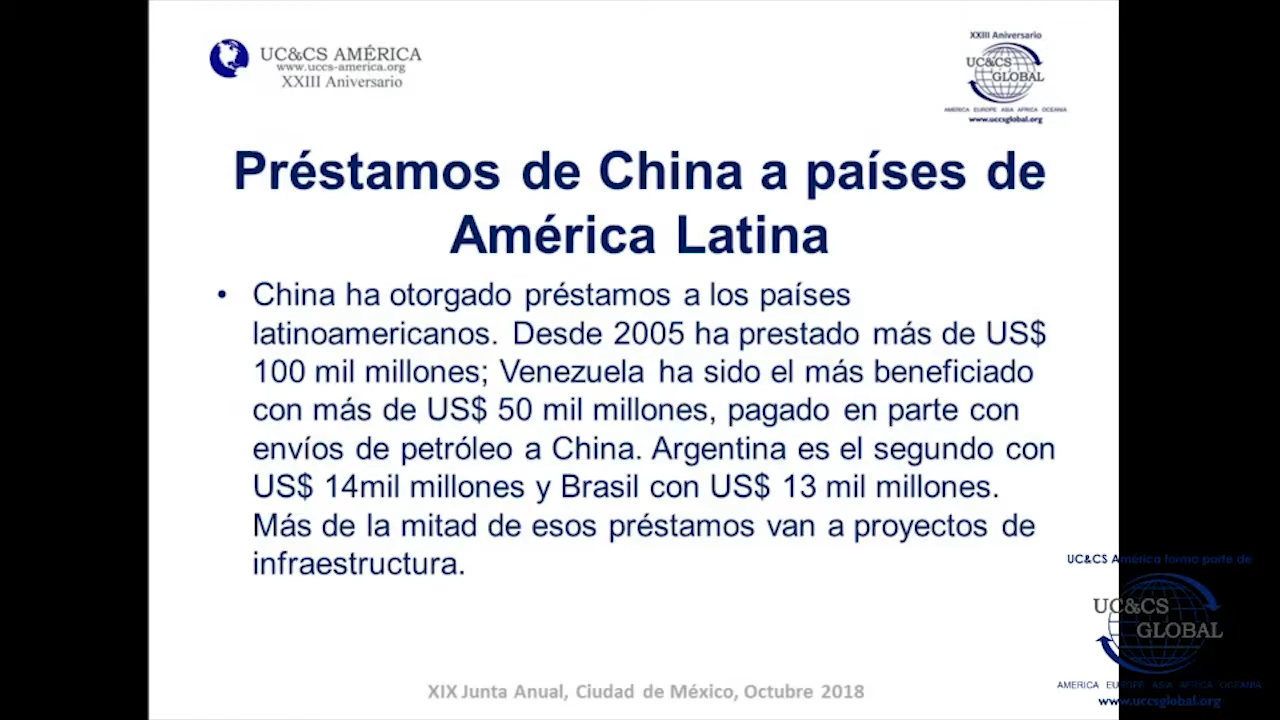 UC&CS AMÉRICA
www.uccs-america.org
XXIII Aniversario
XXIII Aniversario
UC&CS
GLOBAL
AMERICA EUROPE ASIA AFRICA OCEANIA
www.uccsglobal.org
Préstamos de China a países de
América Latina
• China ha otorgado préstamos a los países
latinoamericanos. Desde 2005 ha prestado más de US$
100 mil millones; Venezuela ha sido el más beneficiado
con más de US$ 50 mil millones, pagado en parte con
envíos de petróleo a China. Argentina es el segundo con
US$ 14mil millones y Brasil con US$ 13 mil millones.
Más de la mitad de esos préstamos van a proyectos de
infraestructura.
UC&CS América forma parte de
UC&CS
GLOBAL
AMERICA EUROPE ASIA AFRICA OCEANIA
www.uccsglobal.org
XIX Junta Anual, Ciudad de México, Octubre 2018